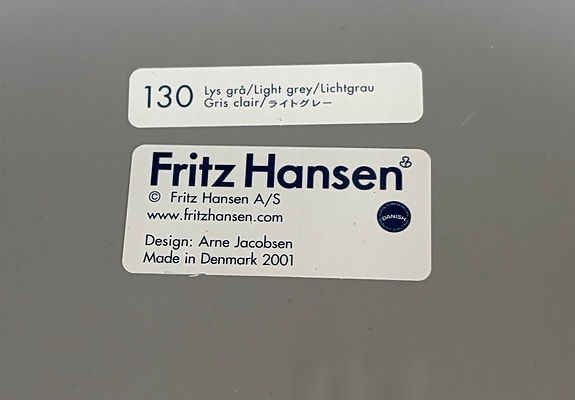 130
Lys grå/Light grey/Lichtgrau
Gris clair/ライトグレー
Fritz Hansen
© Fritz Hansen A/S
www.fritzhansen.com
DANISH
Design: Arne Jacobsen
Made in Denmark 2001